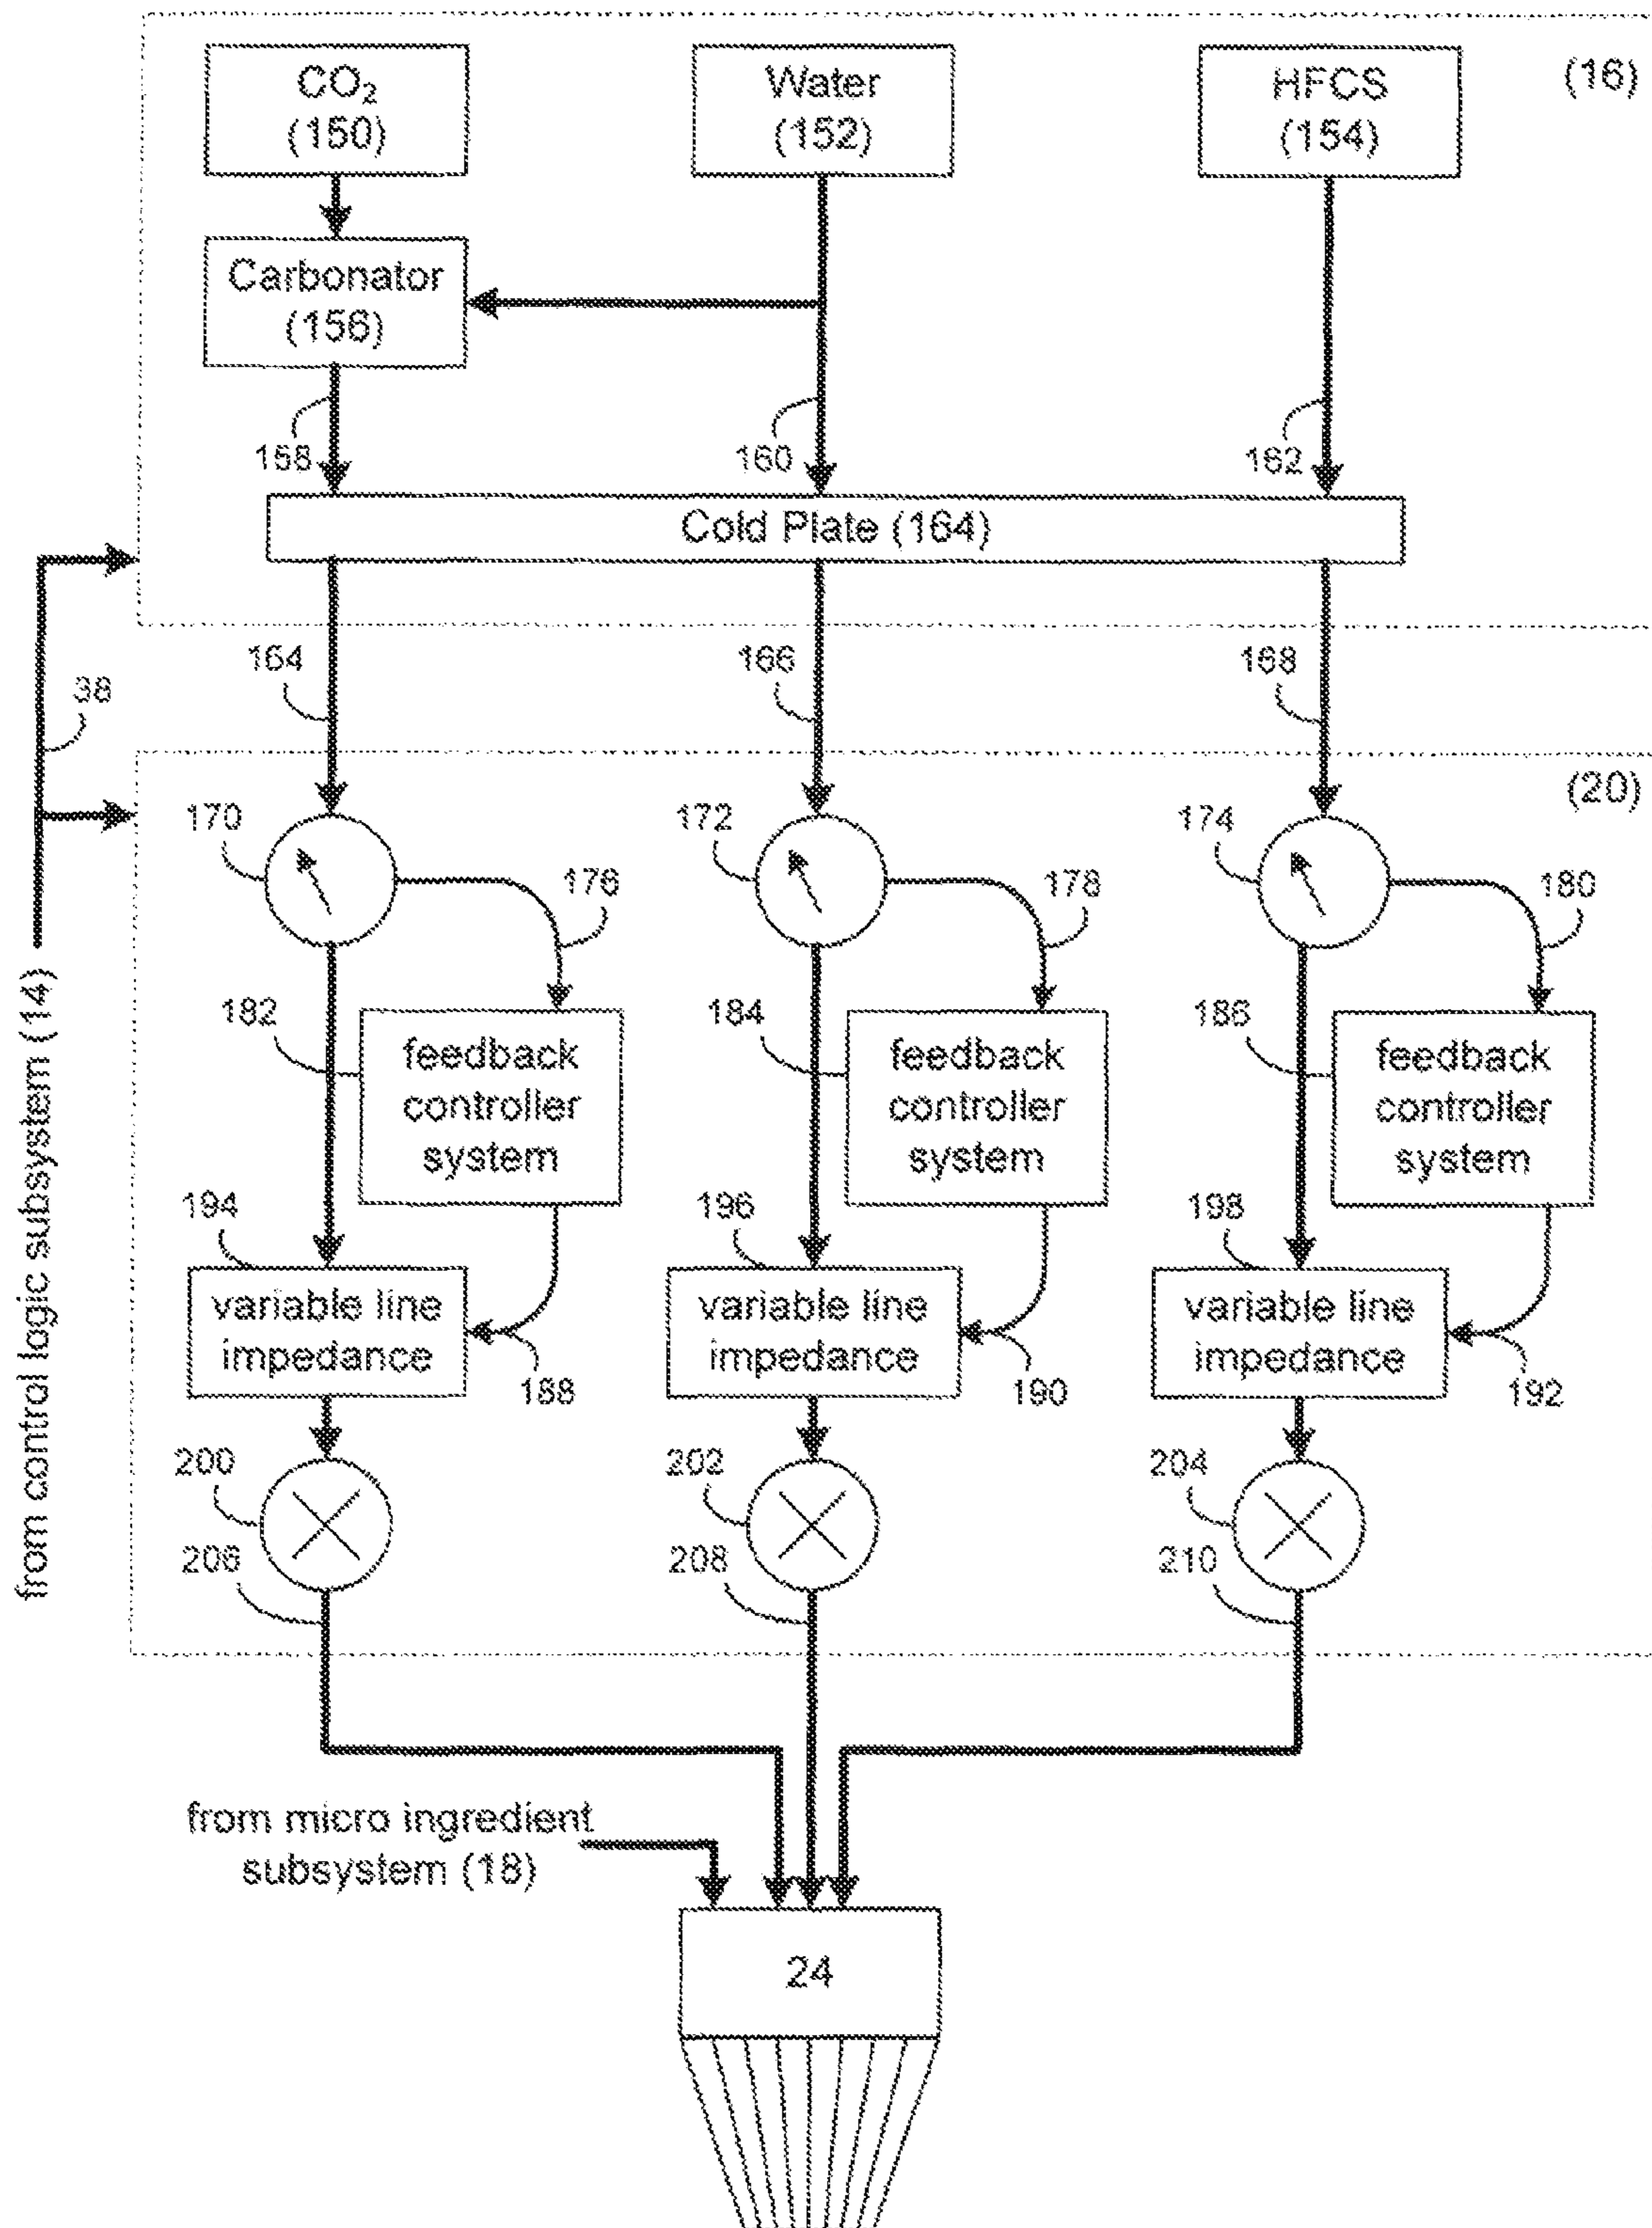 CO₂
(150)
Water
(152)
HFCS
(154)
(16)
Carbonator
(156)
158
160
162
Cold Plate (164)
164
166
168
38
(20)
170
172
174
176
178
180
182
184
186
feedback
controller
system
feedback
controller
system
feedback
controller
system
194
196
198
variable line
impedance
variable line
impedance
variable line
impedance
188
190
192
200
202
204
206
208
210
from control logic subsystem (14)
from micro ingredient
subsystem (18)
24